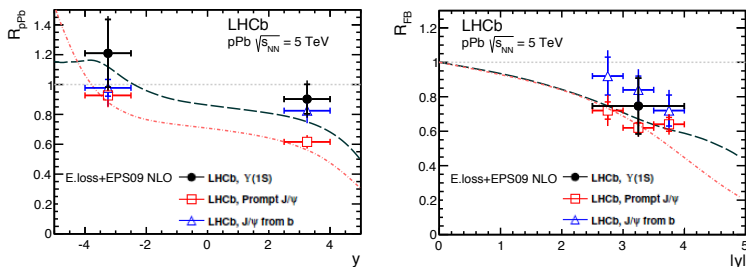 R_pPb
1.4
1.2
1
0.8
0.6
0.4
0.2
0
LHCb
pPb √s_NN = 5 TeV
E.loss+EPS09 NLO
LHCb, ϒ(1S)
LHCb, Prompt J/ψ
LHCb, J/ψ from b
-4 -2 0 2 4
y
R_FB
1.4
1.2
1
0.8
0.6
0.4
0.2
0
LHCb
pPb √s_NN = 5 TeV
E.loss+EPS09 NLO
LHCb, ϒ(1S)
LHCb, Prompt J/ψ
LHCb, J/ψ from b
0 1 2 3 4 5
|y|